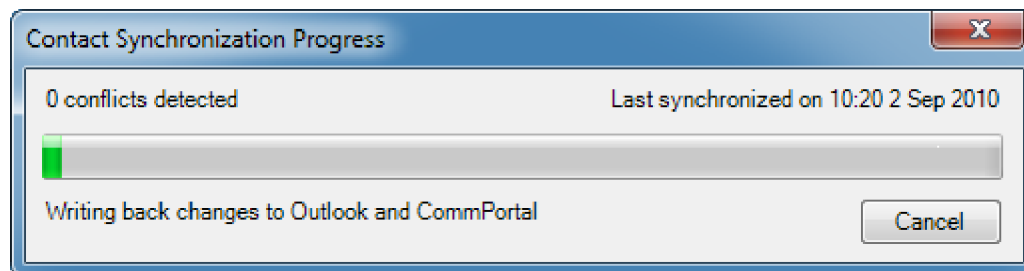 Contact Synchronization Progress
0 conflicts detected
Last synchronized on 10:20 2 Sep 2010
Writing back changes to Outlook and CommPortal
Cancel